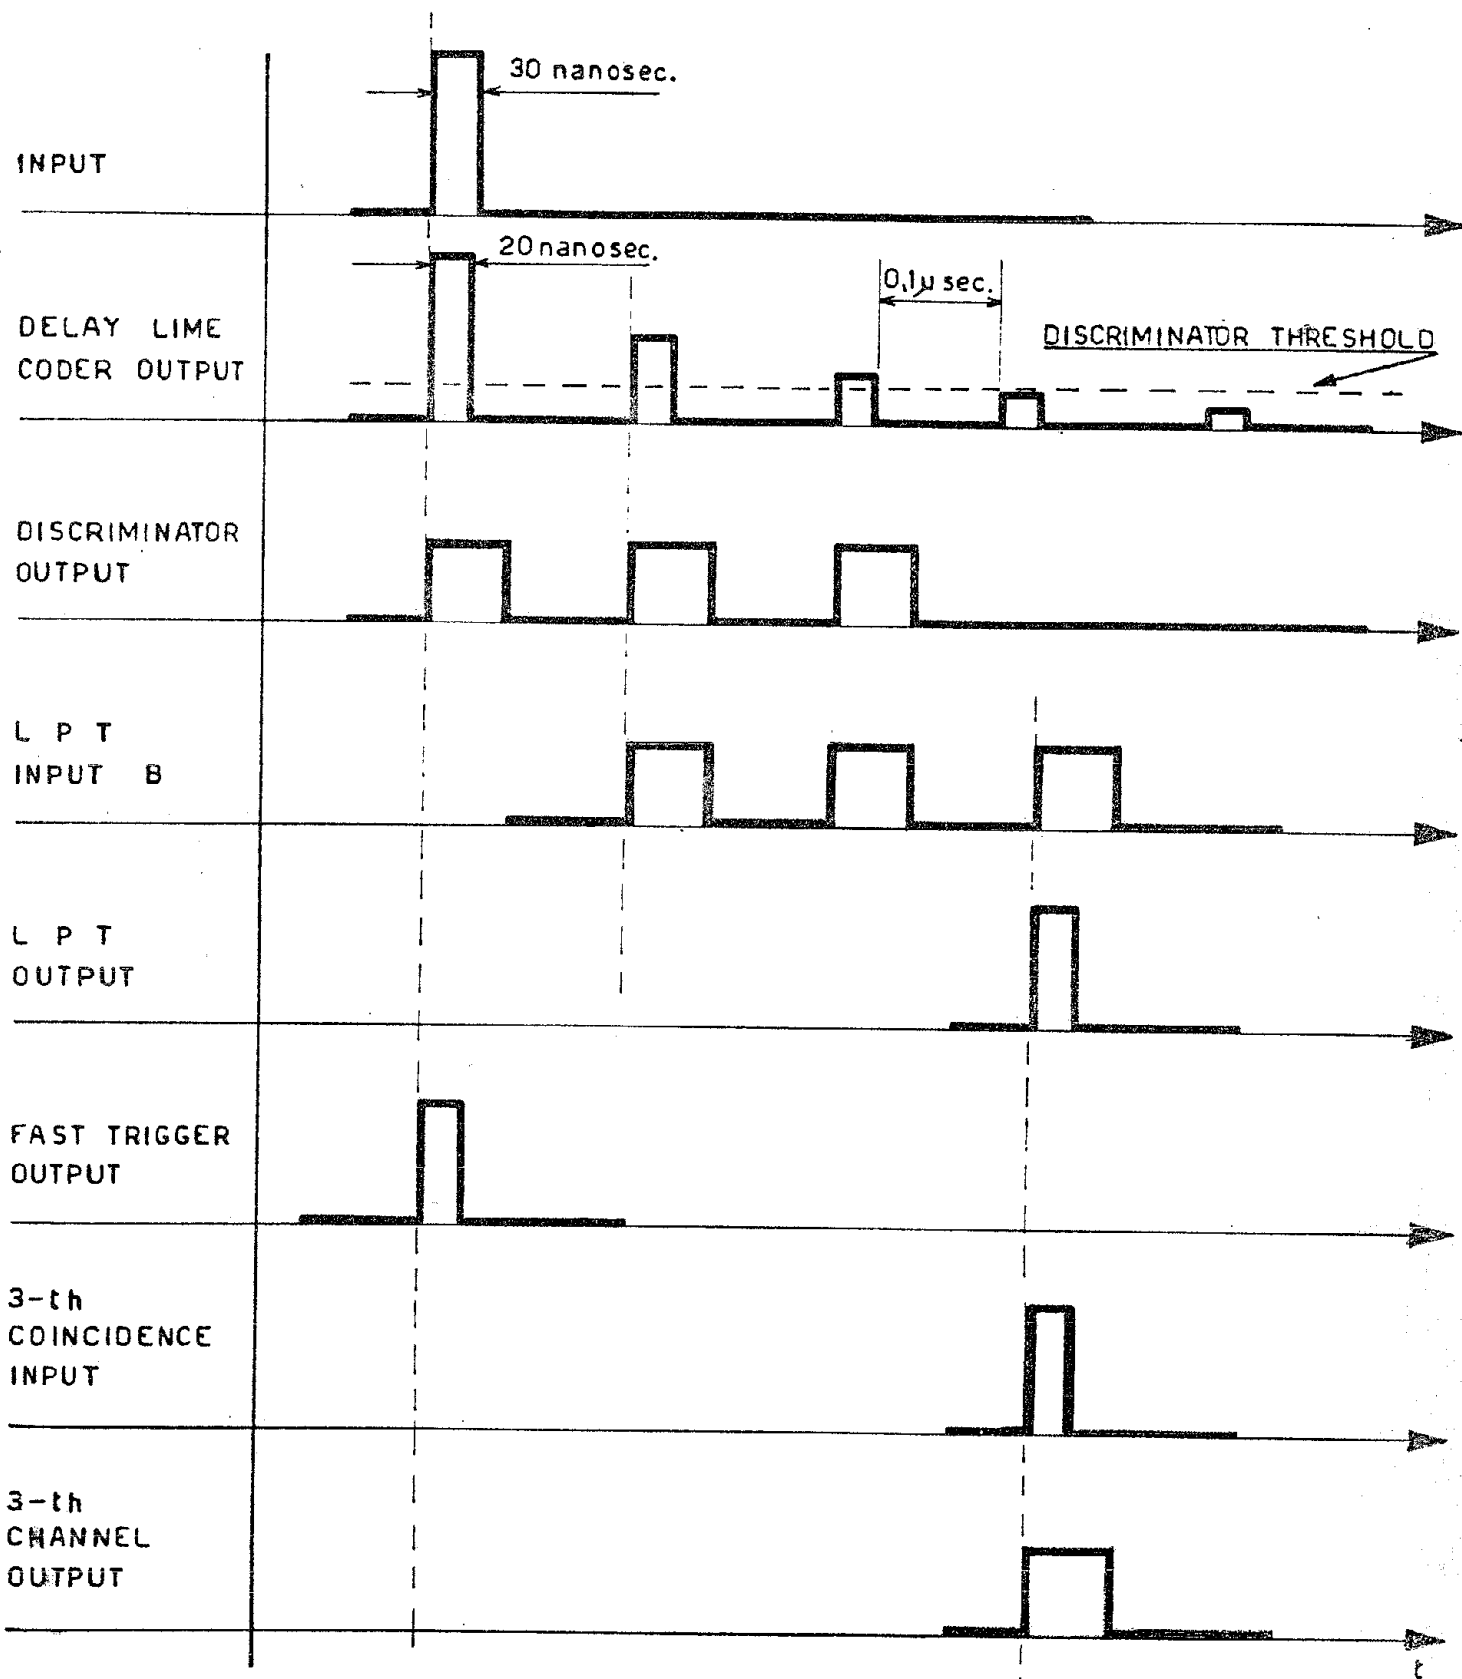 30 nanosec.
INPUT
20 nanosec.
0,1μ sec.
DISCRIMINATOR THRESHOLD
DELAY LIME
CODER OUTPUT
DISCRIMINATOR
OUTPUT
L P T
INPUT B
L P T
OUTPUT
FAST TRIGGER
OUTPUT
3-th
COINCIDENCE
INPUT
3-th
CHANNEL
OUTPUT
t